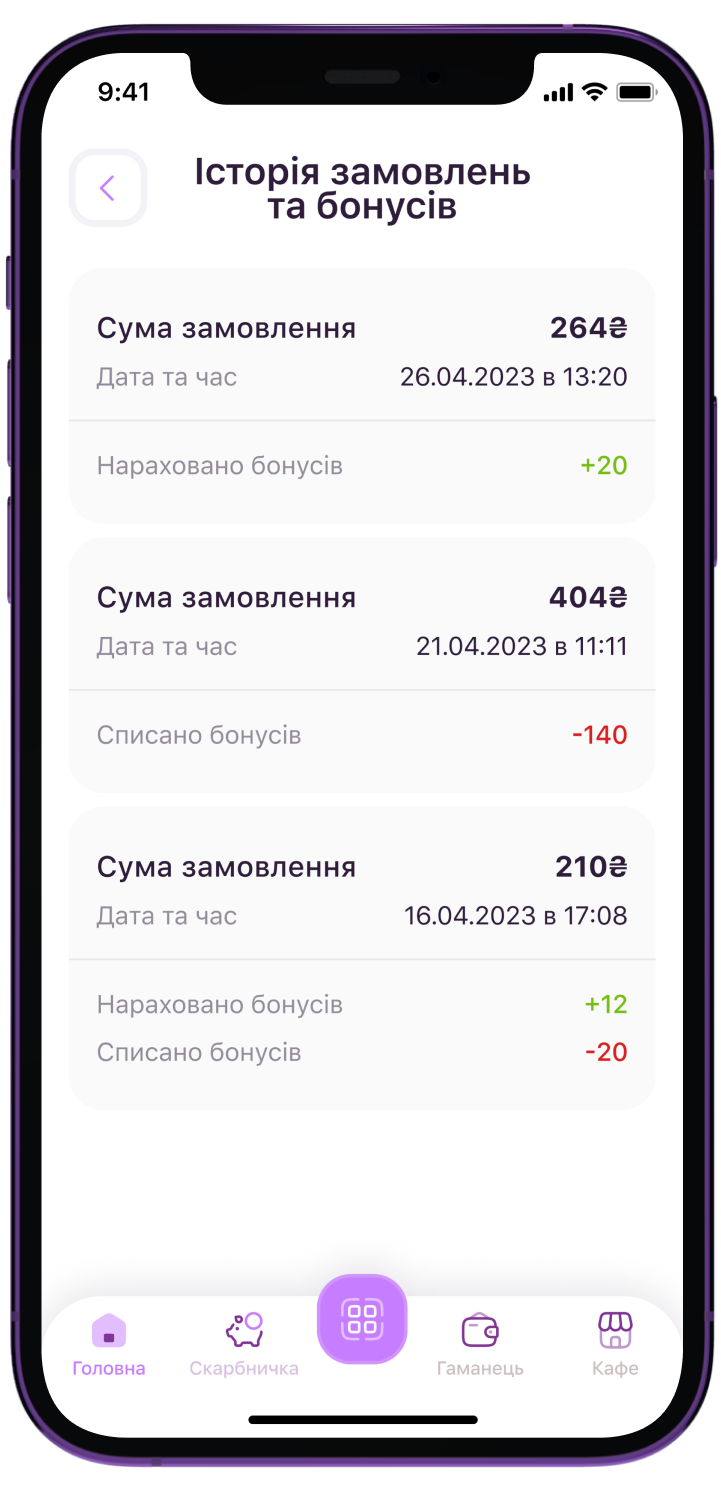 9:41
Історія замовлень
та бонусів
Сума замовлення 264₴
Дата та час 26.04.2023 в 13:20
Нараховано бонусів +20
Сума замовлення 404₴
Дата та час 21.04.2023 в 11:11
Списано бонусів -140
Сума замовлення 210₴
Дата та час 16.04.2023 в 17:08
Нараховано бонусів +12
Списано бонусів -20
Головна Скарбничка Гаманець Кафе